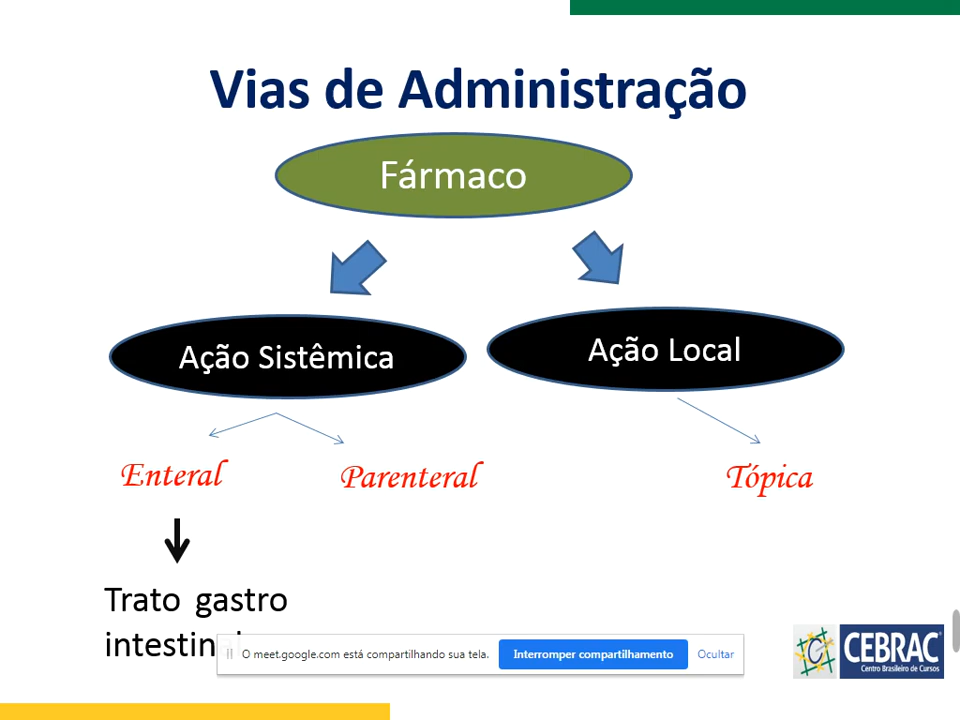 Vias de Administração
Fármaco
Ação Sistêmica
Ação Local
Enteral
Parenteral
Tópica
Trato gastro
O meet.google.com está compartilhando sua tela.
Interromper compartilhamento
Ocultar
CEBRAC
Centro Brasileiro de Cursos